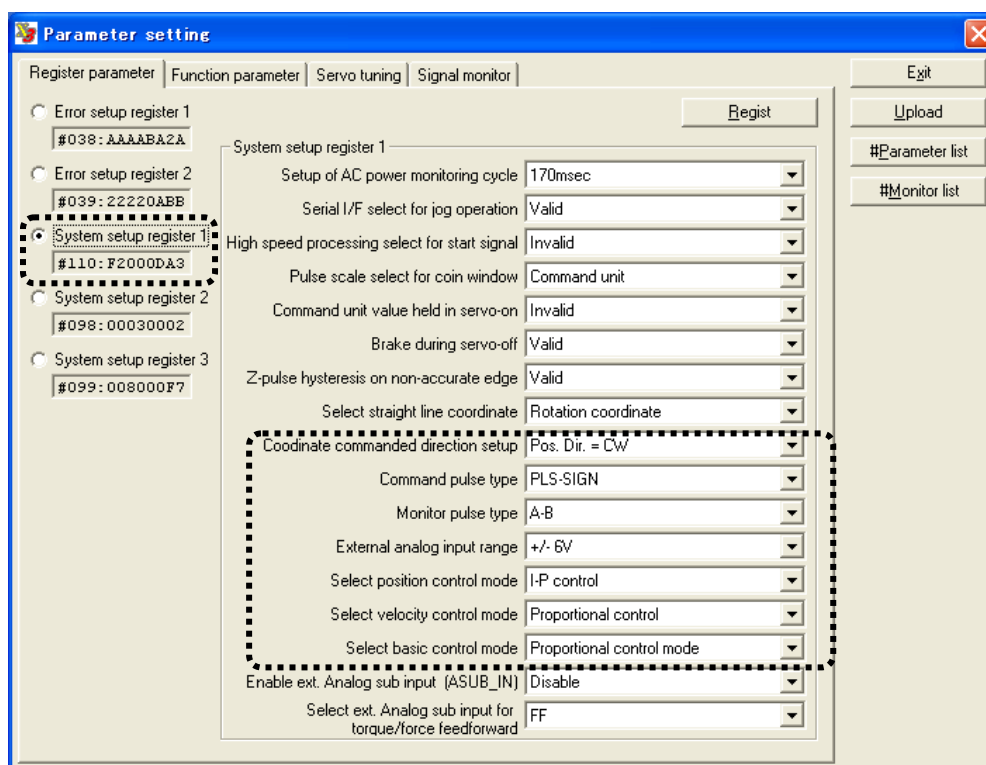 Parameter setting
Register parameter Function parameter Servo tuning Signal monitor
Exit
Upload
#Parameter list
#Monitor list
Regist
Error setup register 1
#038:AAAABA2A
Error setup register 2
#039:22220ABB
System setup register 1
#110:F2000DA3
System setup register 2
#098:00030002
System setup register 3
#099:008000F7
System setup register 1
Setup of AC power monitoring cycle 170msec
Serial I/F select for jog operation Valid
High speed processing select for start signal Invalid
Pulse scale select for coin window Command unit
Command unit value held in servo-on Invalid
Brake during servo-off Valid
Z-pulse hysteresis on non-accurate edge Valid
Select straight line coordinate Rotation coordinate
Coodinate commanded direction setup Pos. Dir. = CW
Command pulse type PLS-SIGN
Monitor pulse type A-B
External analog input range +/- 6V
Select position control mode I-P control
Select velocity control mode Proportional control
Select basic control mode Proportional control mode
Enable ext. Analog sub input (ASUB_IN) Disable
Select ext. Analog sub input for
torque/force feedforward FF